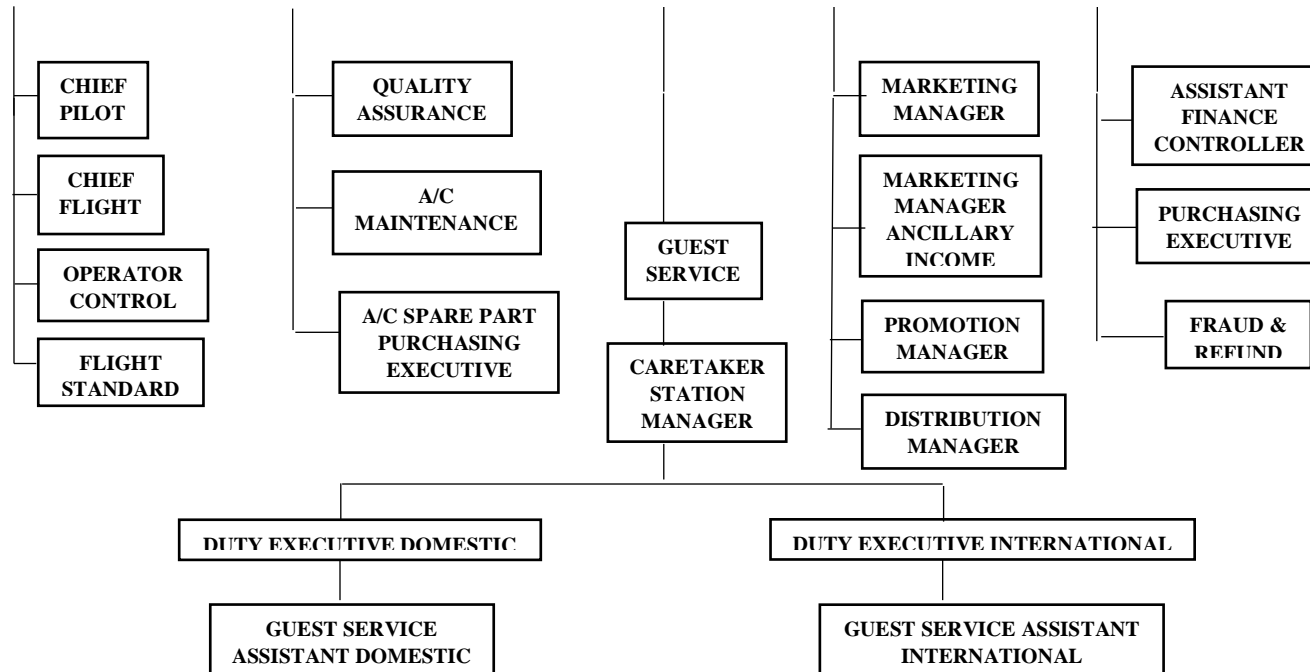 CHIEF
PILOT
CHIEF
FLIGHT
OPERATOR
CONTROL
FLIGHT
STANDARD
QUALITY
ASSURANCE
A/C
MAINTENANCE
A/C SPARE PART
PURCHASING
EXECUTIVE
GUEST
SERVICE
CARETAKER
STATION
MANAGER
MARKETING
MANAGER
MARKETING
MANAGER
ANCILLARY
INCOME
PROMOTION
MANAGER
DISTRIBUTION
MANAGER
ASSISTANT
FINANCE
CONTROLLER
PURCHASING
EXECUTIVE
FRAUD &
REFUND
DUTY EXECUTIVE DOMESTIC
DUTY EXECUTIVE INTERNATIONAL
GUEST SERVICE
ASSISTANT DOMESTIC
GUEST SERVICE ASSISTANT
INTERNATIONAL